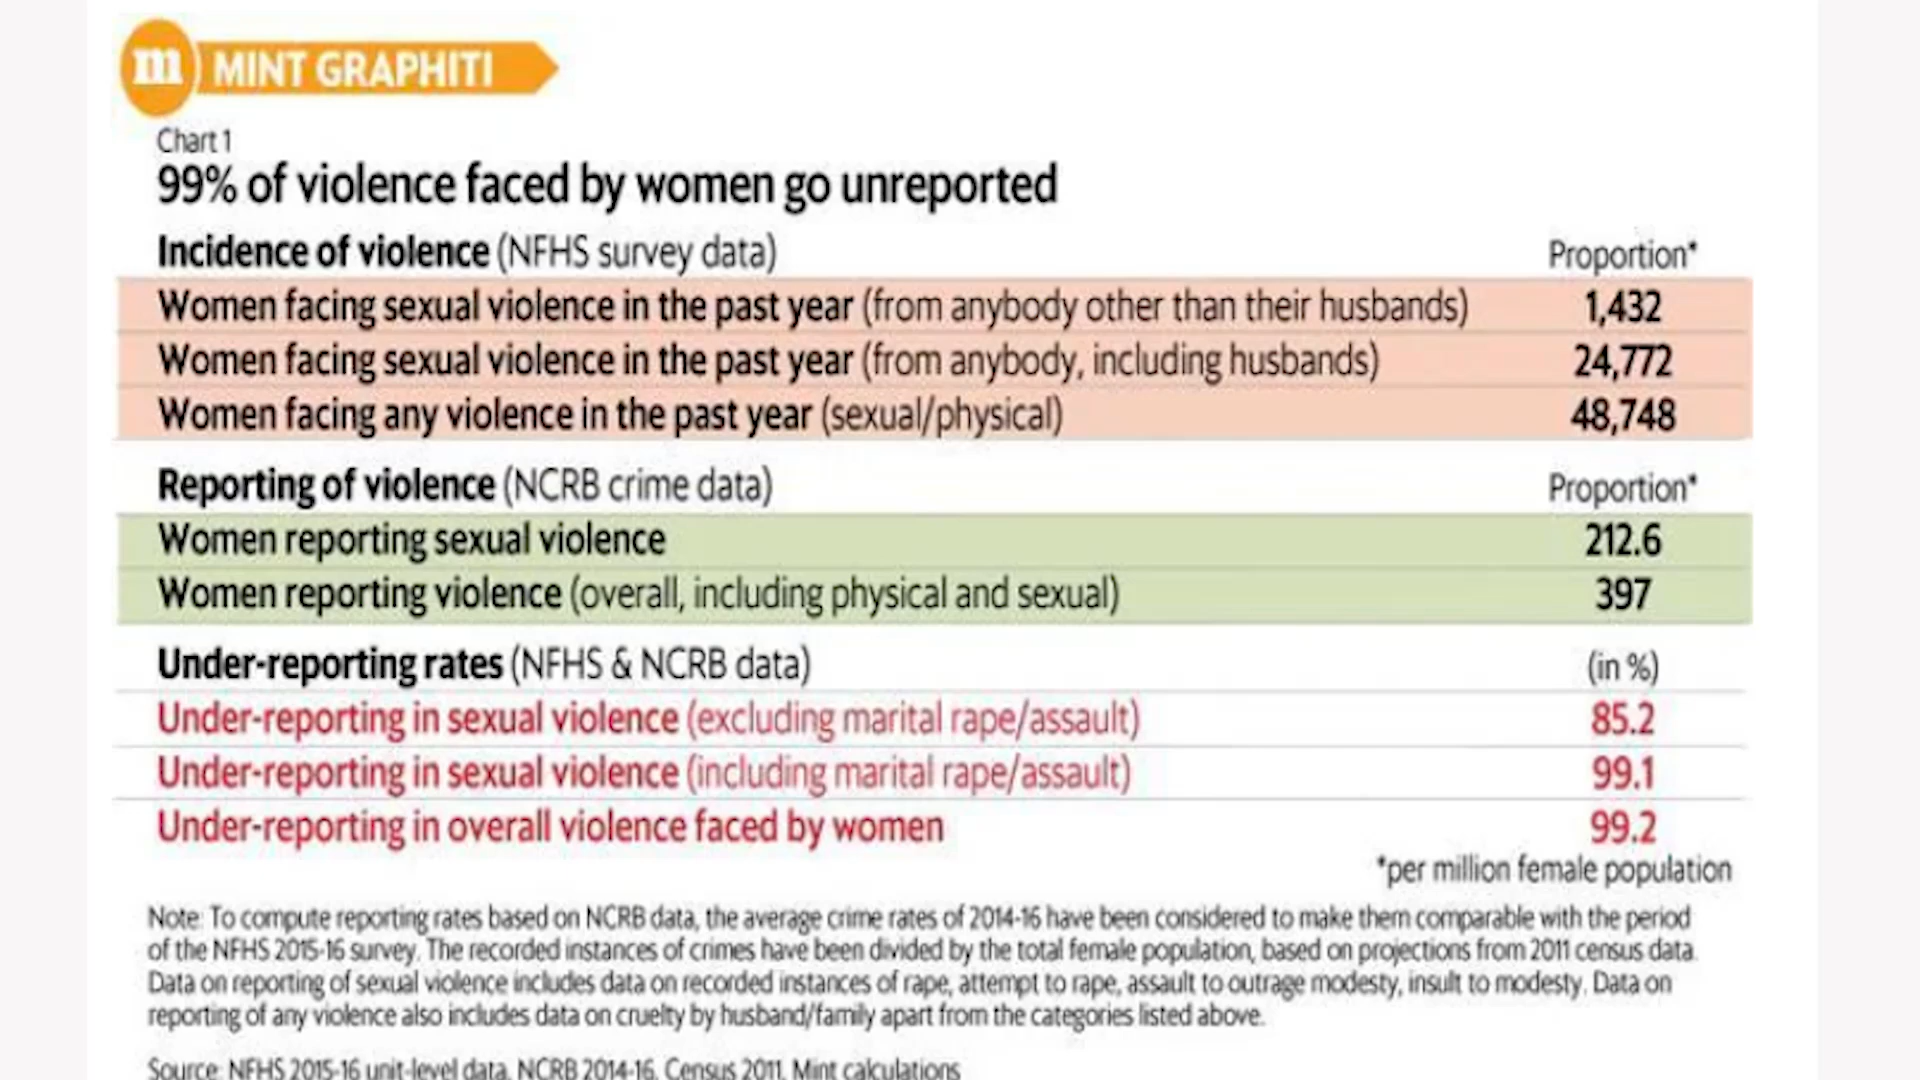 m MINT GRAPHITI
Chart 1
99% of violence faced by women go unreported
Incidence of violence (NFHS survey data) Proportion*
Women facing sexual violence in the past year (from anybody other than their husbands) 1,432
Women facing sexual violence in the past year (from anybody, including husbands) 24,772
Women facing any violence in the past year (sexual/physical) 48,748
Reporting of violence (NCRB crime data) Proportion*
Women reporting sexual violence 212.6
Women reporting violence (overall, including physical and sexual) 397
Under-reporting rates (NFHS & NCRB data) (in %)
Under-reporting in sexual violence (excluding marital rape/assault) 85.2
Under-reporting in sexual violence (including marital rape/assault) 99.1
Under-reporting in overall violence faced by women 99.2
*per million female population
Note: To compute reporting rates based on NCRB data, the average crime rates of 2014-16 have been considered to make them comparable with the period
of the NFHS 2015-16 survey. The recorded instances of crimes have been divided by the total female population, based on projections from 2011 census data.
Data on reporting of sexual violence includes data on recorded instances of rape, attempt to rape, assault to outrage modesty, insult to modesty. Data on
reporting of any violence also includes data on cruelty by husband/family apart from the categories listed above.
Source: NFHS 2015-16 unit-level data, NCRB 2014-16, Census 2011, Mint calculations